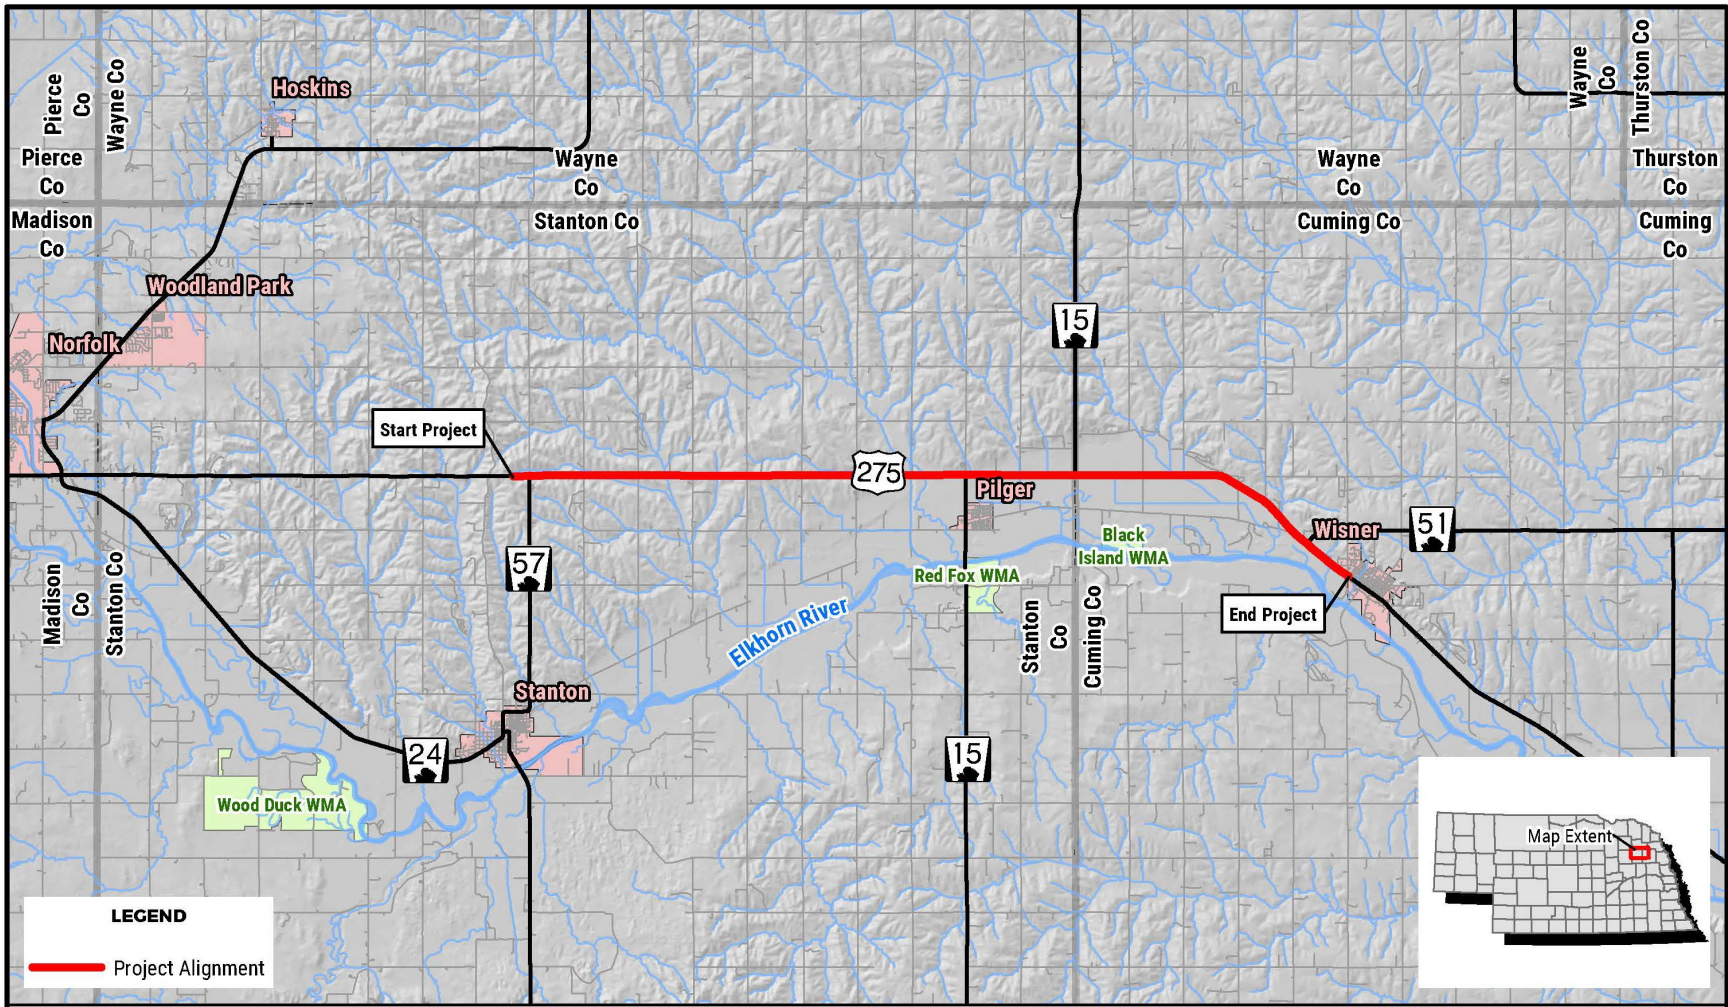 Hoskins
Pierce
Co
Wayne Co
Wayne
Co
Thurston Co
Pierce
Co
Wayne
Co
Wayne
Co
Thurston
Co
Madison
Co
Stanton Co
Cuming Co
Cuming
Co
Woodland Park
Norfolk
15
Start Project
275
Pilger
Wisner
51
Black
Island WMA
57
Red Fox WMA
Madison
Co
Stanton Co
Elkhorn River
Stanton
Co
Cuming Co
End Project
Stanton
24
15
Wood Duck WMA
Map Extent
LEGEND
Project Alignment